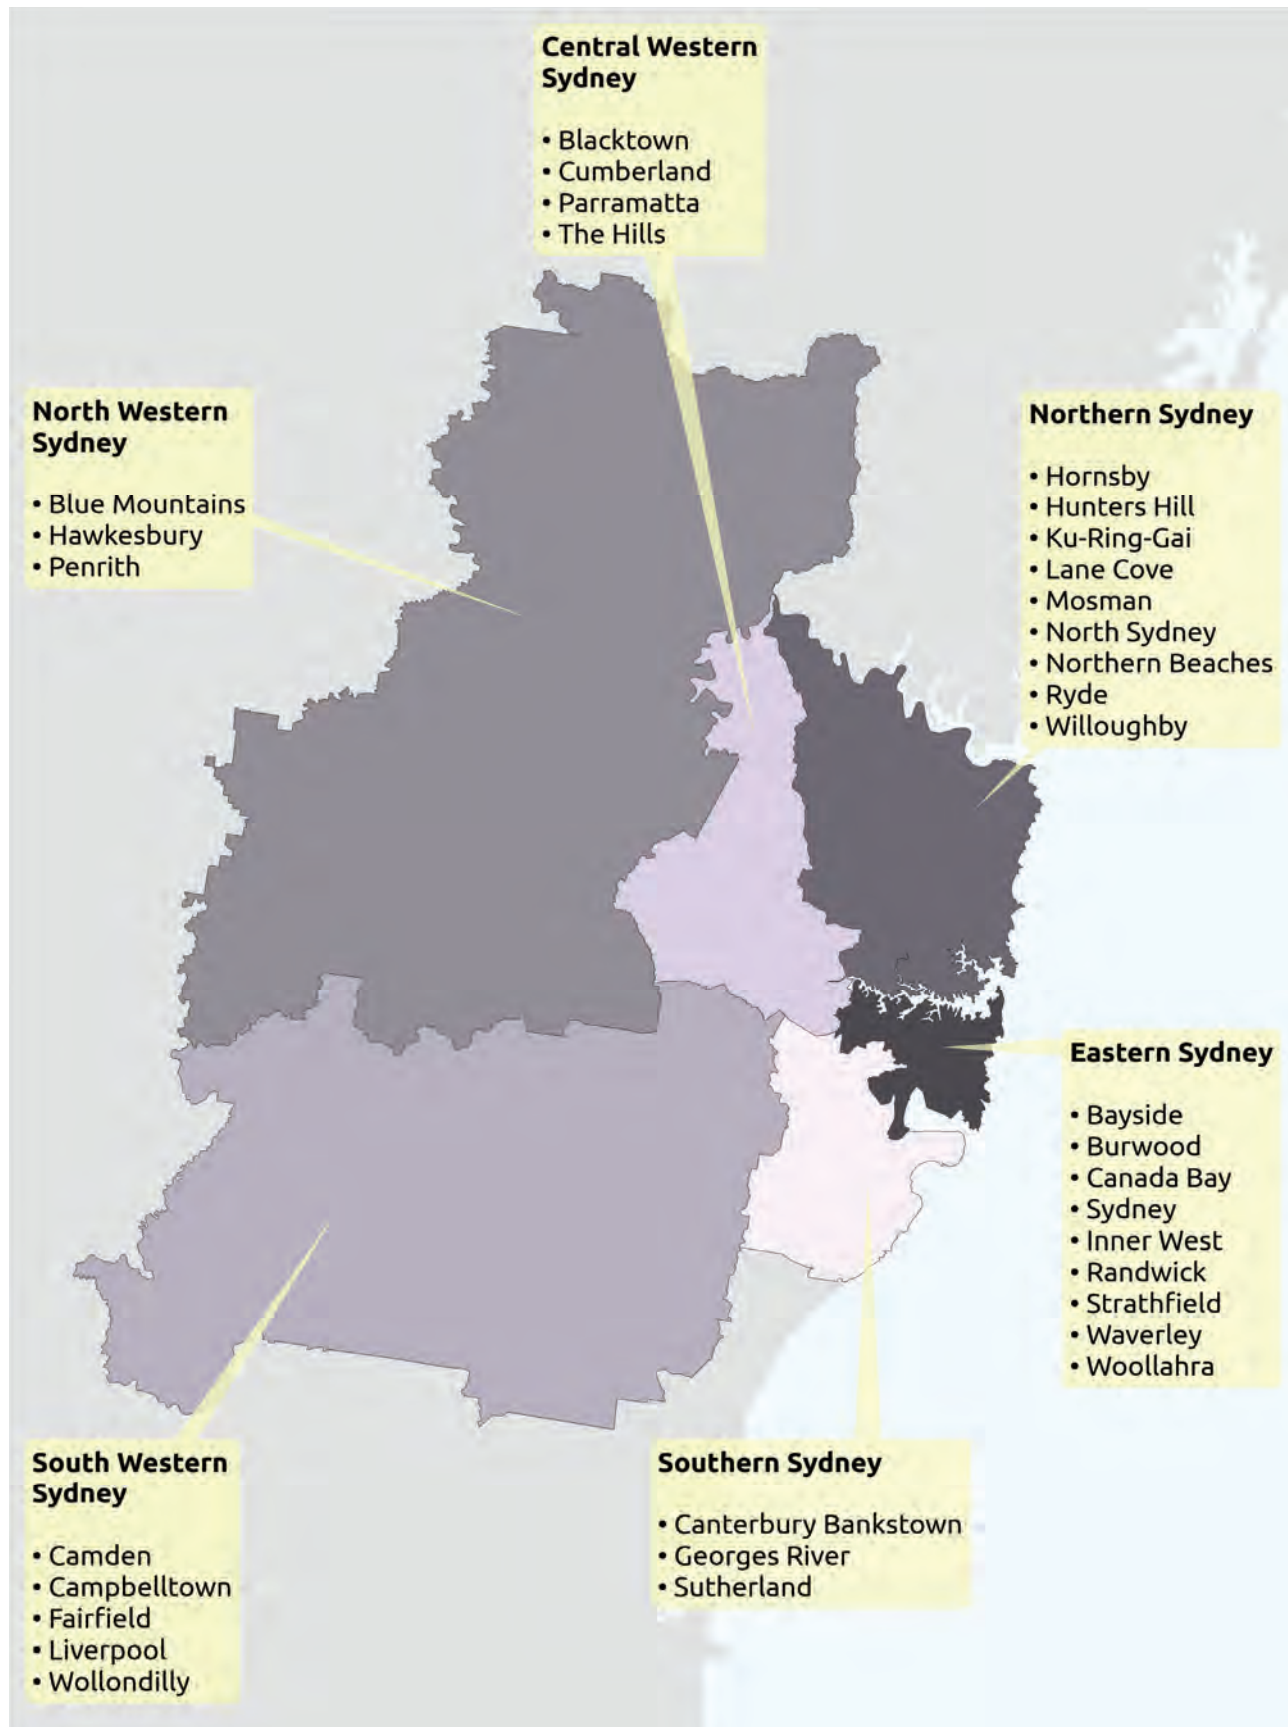 Central Western
Sydney
• Blacktown
• Cumberland
• Parramatta
• The Hills
North Western
Sydney
• Blue Mountains
• Hawkesbury
• Penrith
Northern Sydney
• Hornsby
• Hunters Hill
• Ku-Ring-Gai
• Lane Cove
• Mosman
• North Sydney
• Northern Beaches
• Ryde
• Willoughby
Eastern Sydney
• Bayside
• Burwood
• Canada Bay
• Sydney
• Inner West
• Randwick
• Strathfield
• Waverley
• Woollahra
South Western
Sydney
• Camden
• Campbelltown
• Fairfield
• Liverpool
• Wollondilly
Southern Sydney
• Canterbury Bankstown
• Georges River
• Sutherland